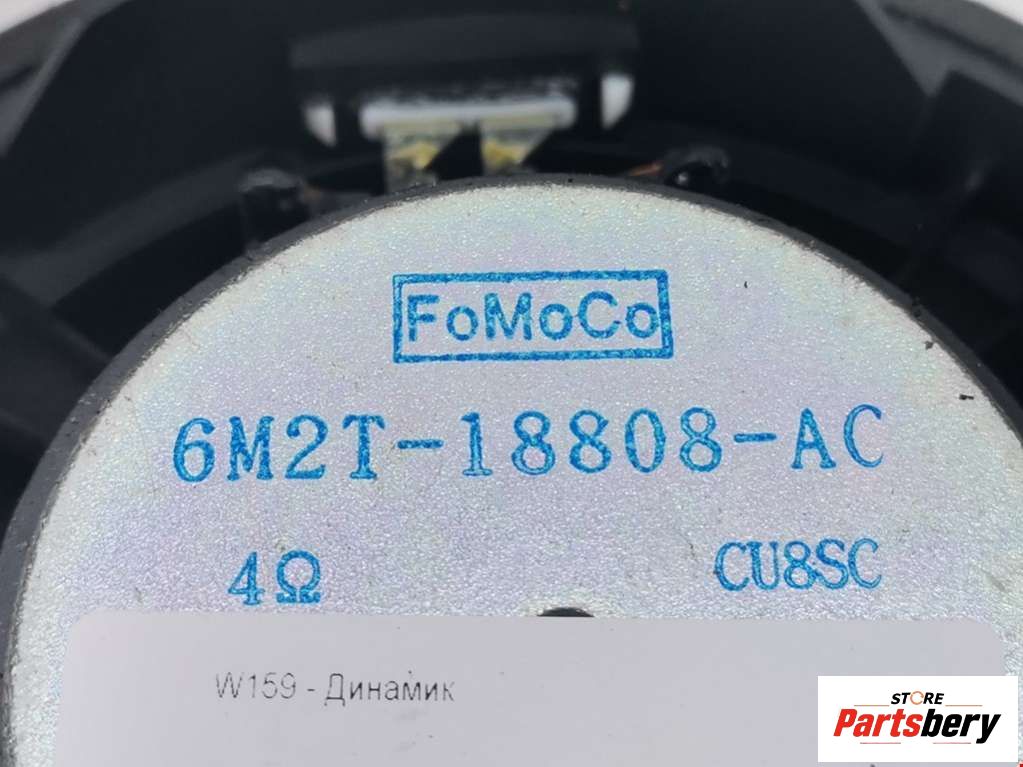 FoMoCo
6M2T-18808-AC
4Ω
CU8SC
W159 - Динамик
STORE
Partsbery